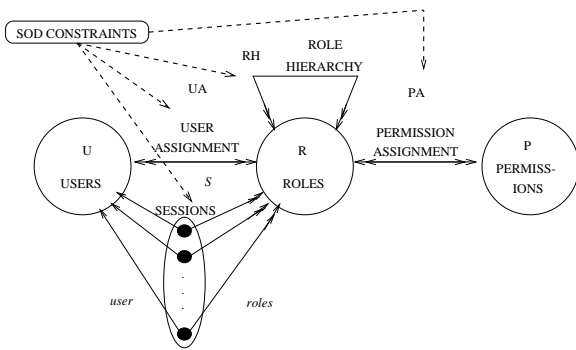 SOD CONSTRAINTS
RH
ROLE
HIERARCHY
UA
PA
USER
ASSIGNMENT
PERMISSION
ASSIGNMENT
U
USERS
S
R
ROLES
P
PERMISS-
IONS
SESSIONS
user
roles